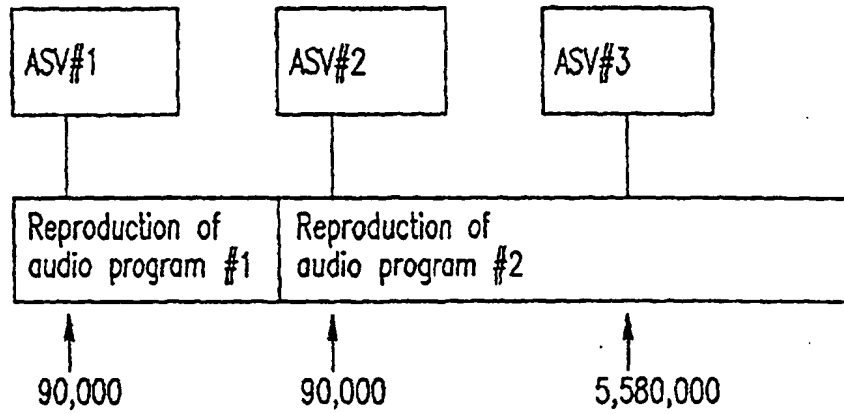 ASV#1
ASV#2
ASV#3
Reproduction of
audio program #1
Reproduction of
audio program #2
90,000
90,000
5,580,000